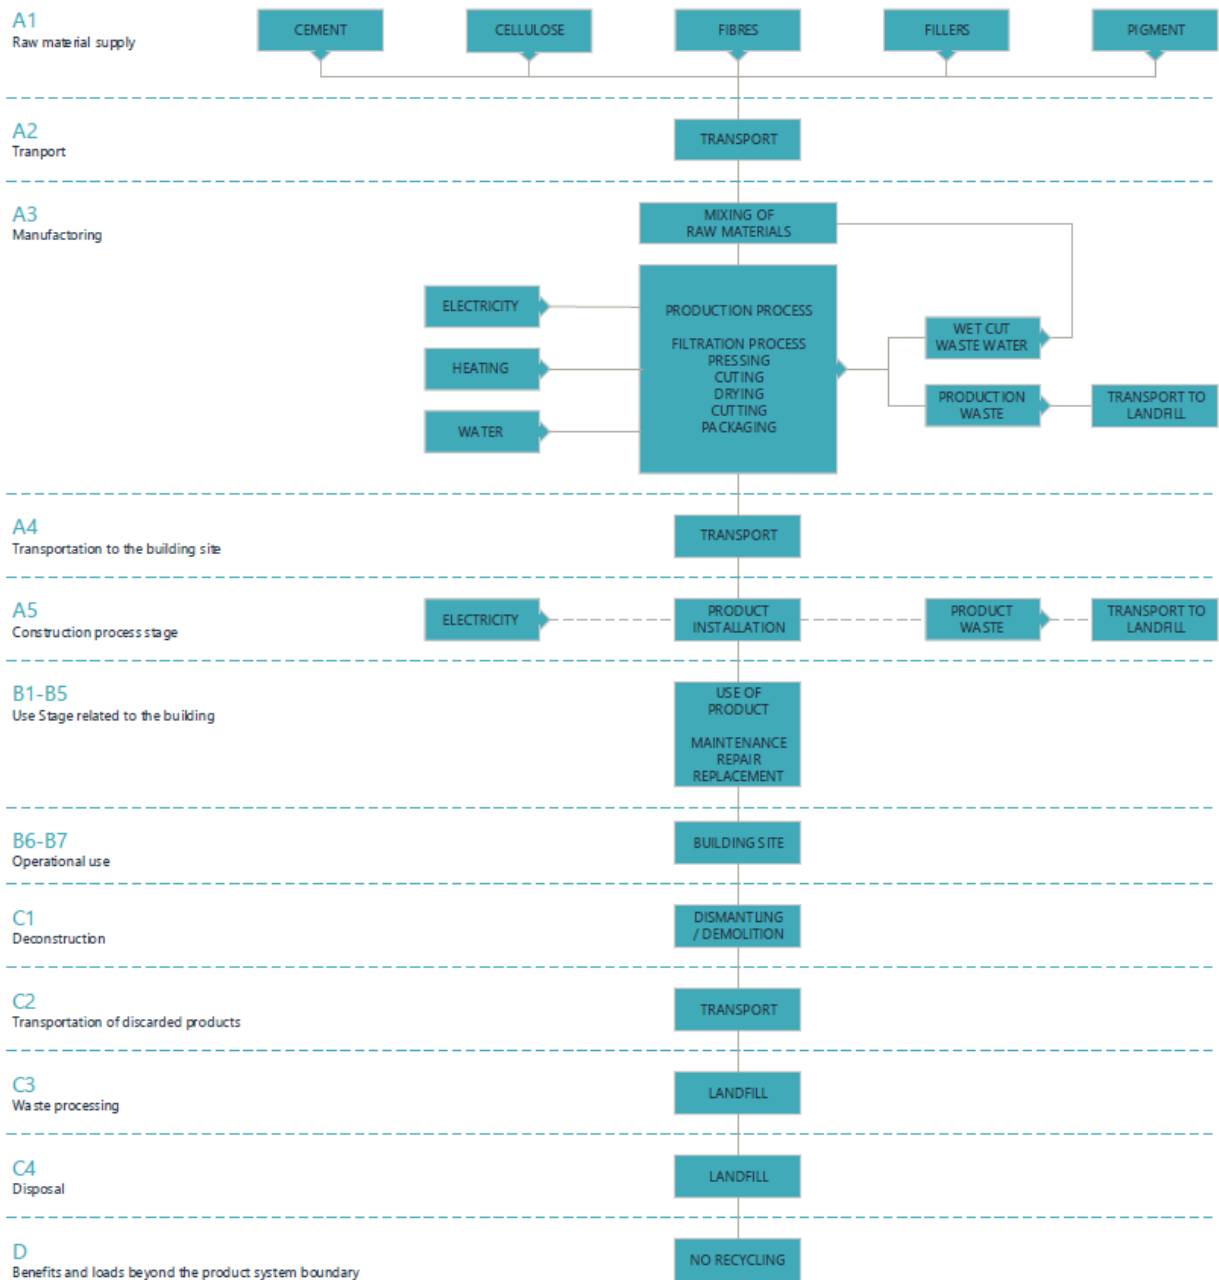 A1
Raw material supply
CEMENT
CELLULOSE
FIBRES
FILLERS
PIGMENT
A2
Tranport
TRANSPORT
A3
Manufactoring
MIXING OF
RAW MATERIALS
ELECTRICITY
HEATING
WATER
PRODUCTION PROCESS
FILTRATION PROCESS
PRESSING
CUTING
DRYING
CUTTING
PACKAGING
WET CUT
WASTE WATER
PRODUCTION
WASTE
TRANSPORT TO
LANDFILL
A4
Transportation to the building site
TRANSPORT
A5
Construction process stage
ELECTRICITY
PRODUCT
INSTALLATION
PRODUCT
WASTE
TRANSPORT TO
LANDFILL
B1-B5
Use Stage related to the building
USE OF
PRODUCT
MAINTENANCE
REPAIR
REPLACEMENT
B6-B7
Operational use
BUILDING SITE
C1
Deconstruction
DISMANTLING
/ DEMOLITION
C2
Transportation of discarded products
TRANSPORT
C3
Waste processing
LANDFILL
C4
Disposal
LANDFILL
D
Benefits and loads beyond the product system boundary
NO RECYCLING